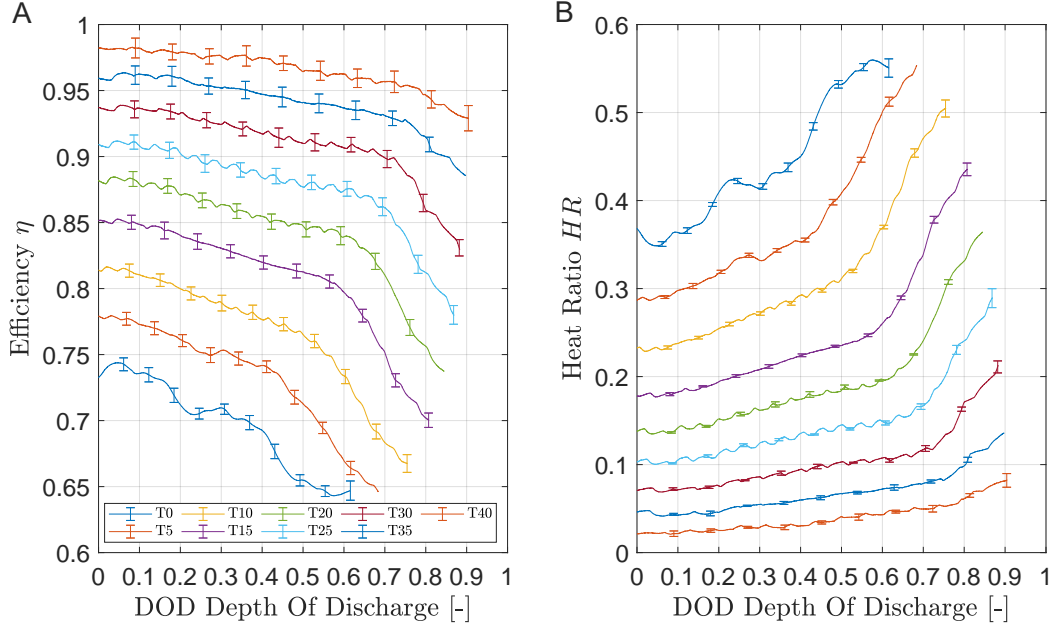 A
1
0.95
0.9
0.85
0.8
0.75
0.7
0.65
0.6
Efficiency η
T0 T10 T20 T30 T40
T5 T15 T25 T35
0 0.1 0.2 0.3 0.4 0.5 0.6 0.7 0.8 0.9 1
DOD Depth Of Discharge [-]
B
0.6
0.5
0.4
0.3
0.2
0.1
0
Heat Ratio HR
0 0.1 0.2 0.3 0.4 0.5 0.6 0.7 0.8 0.9 1
DOD Depth Of Discharge [-]